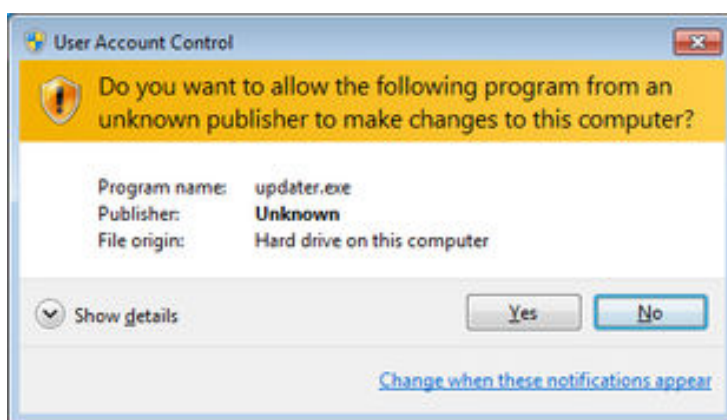 User Account Control
Do you want to allow the following program from an
unknown publisher to make changes to this computer?
Program name: updater.exe
Publisher: Unknown
File origin: Hard drive on this computer
Show details
Yes
No
Change when these notifications appear